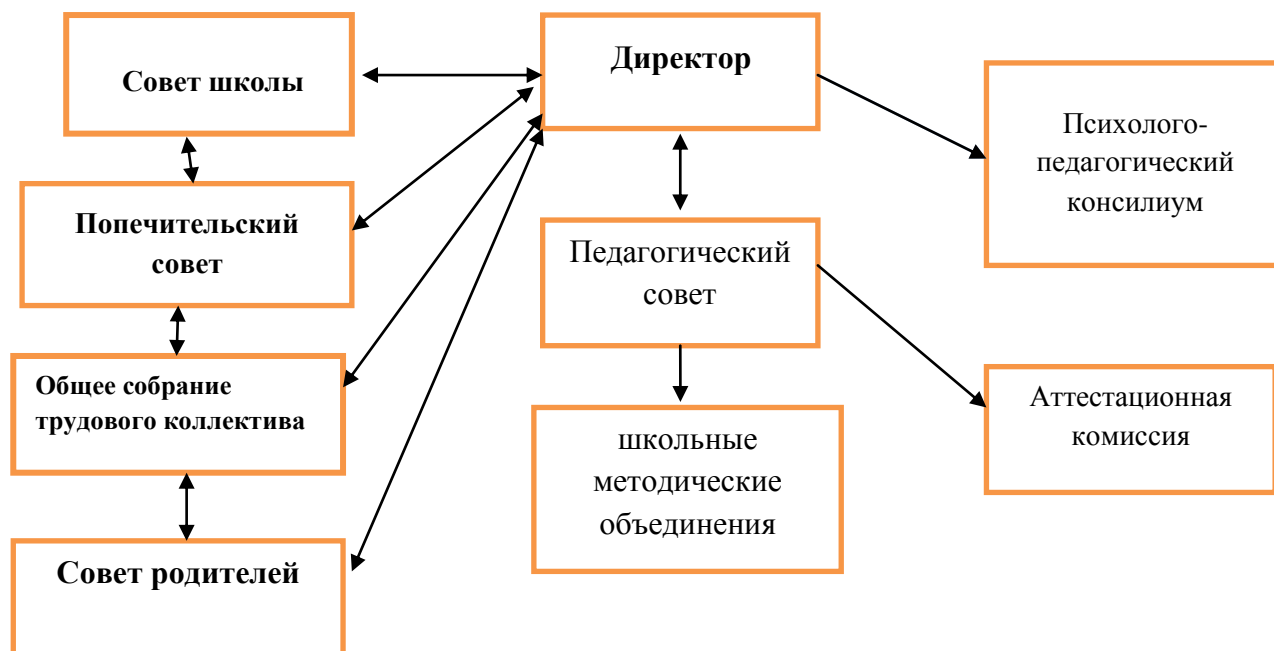 Совет школы
Директор
Психолого-
педагогический
консилиум
Попечительский
совет
Педагогический
совет
Общее собрание
трудового коллектива
школьные
методические
объединения
Аттестационная
комиссия
Совет родителей